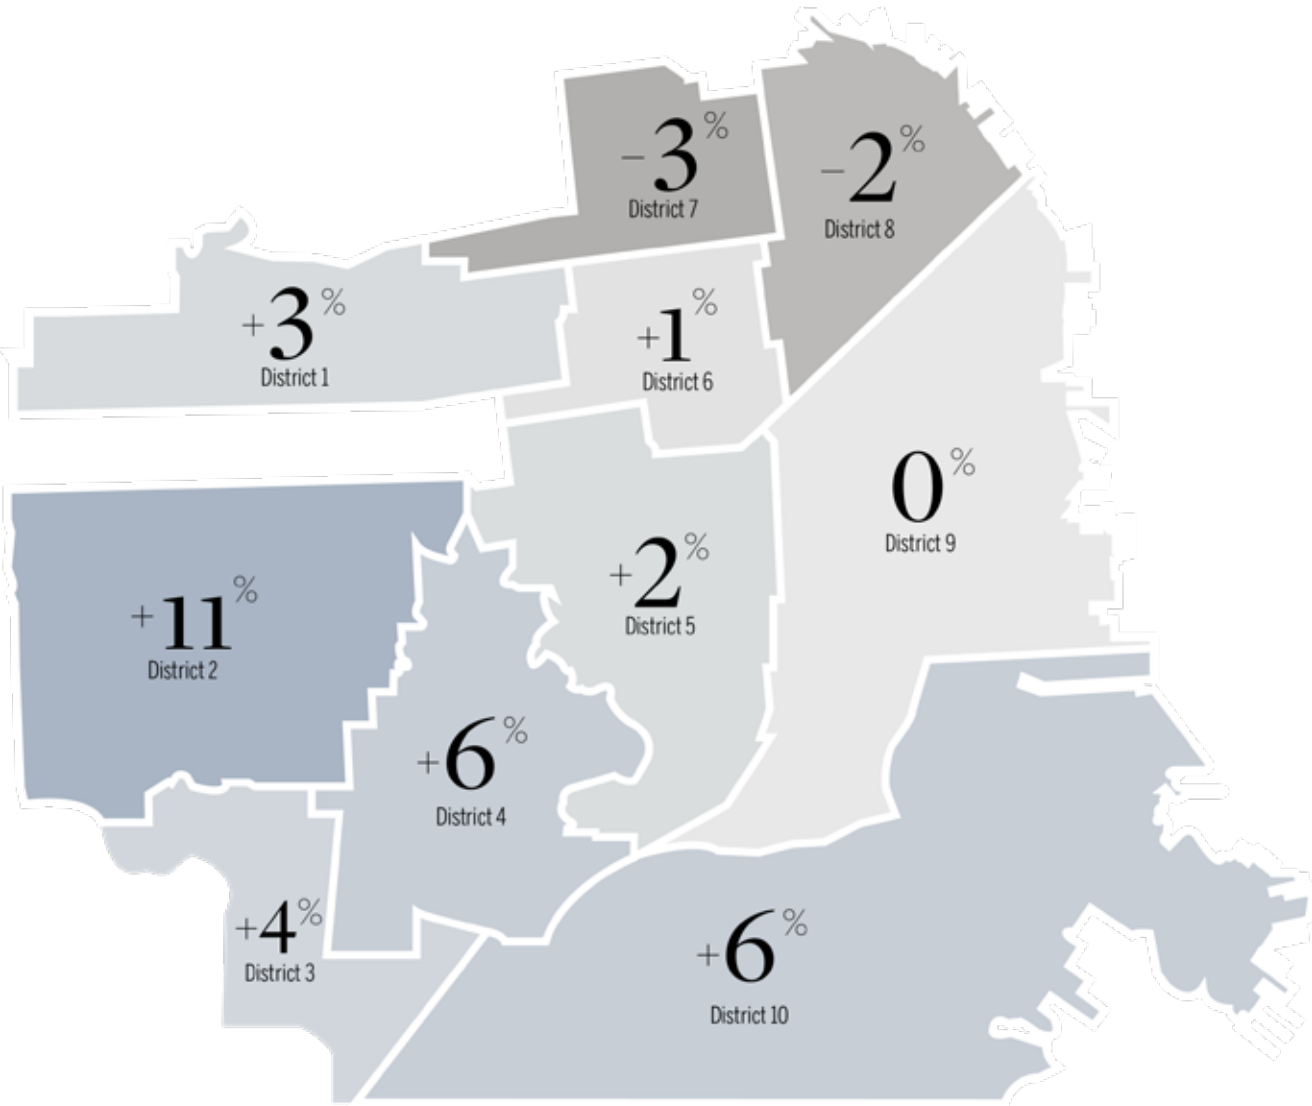 −3%
District 7
−2%
District 8
+3%
District 1
+1%
District 6
0%
District 9
+2%
District 5
+11%
District 2
+6%
District 4
+4%
District 3
+6%
District 10